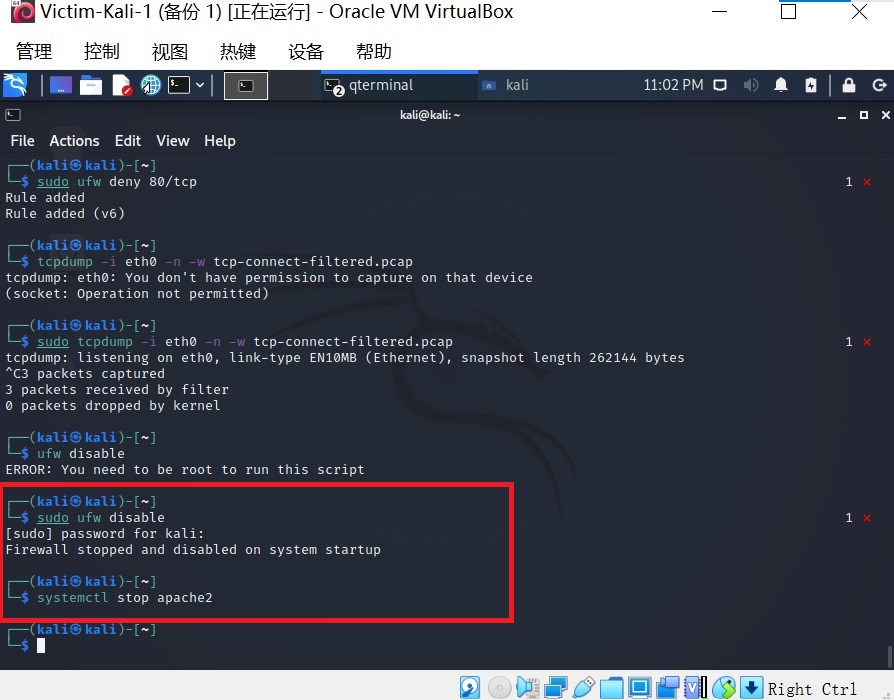 Victim-Kali-1 (备份 1) [正在运行] - Oracle VM VirtualBox
管理 控制 视图 热键 设备 帮助
2 qterminal kali 11:02 PM
kali@kali: ~
File Actions Edit View Help
┌──(kali㉿kali)-[~]
└─$ sudo ufw deny 80/tcp 1 ⨯
Rule added
Rule added (v6)
┌──(kali㉿kali)-[~]
└─$ tcpdump -i eth0 -n -w tcp-connect-filtered.pcap
tcpdump: eth0: You don't have permission to capture on that device
(socket: Operation not permitted)
┌──(kali㉿kali)-[~]
└─$ sudo tcpdump -i eth0 -n -w tcp-connect-filtered.pcap 1 ⨯
tcpdump: listening on eth0, link-type EN10MB (Ethernet), snapshot length 262144 bytes
^C3 packets captured
3 packets received by filter
0 packets dropped by kernel
┌──(kali㉿kali)-[~]
└─$ ufw disable
ERROR: You need to be root to run this script
┌──(kali㉿kali)-[~]
└─$ sudo ufw disable 1 ⨯
[sudo] password for kali:
Firewall stopped and disabled on system startup
┌──(kali㉿kali)-[~]
└─$ systemctl stop apache2
┌──(kali㉿kali)-[~]
└─$
Right Ctrl